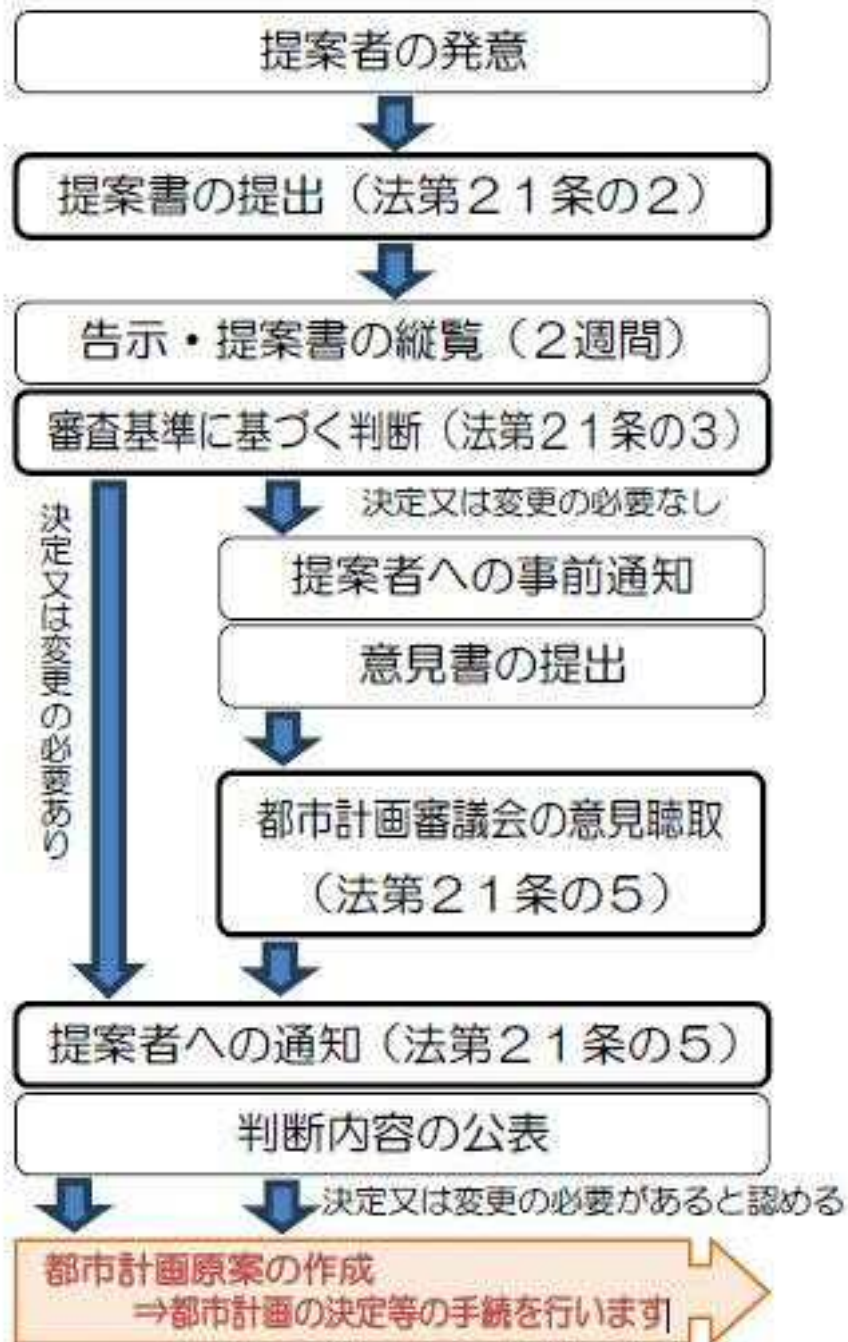 提案者の発意
提案書の提出（法第２１条の２）
告示・提案書の縦覧（２週間）
審査基準に基づく判断（法第２１条の３）
決定又は変更の必要なし
決定又は変更の必要あり
提案者への事前通知
意見書の提出
都市計画審議会の意見聴取
（法第２１条の５）
提案者への通知（法第２１条の５）
判断内容の公表
決定又は変更の必要があると認める
都市計画原案の作成
⇒都市計画の決定等の手続を行います